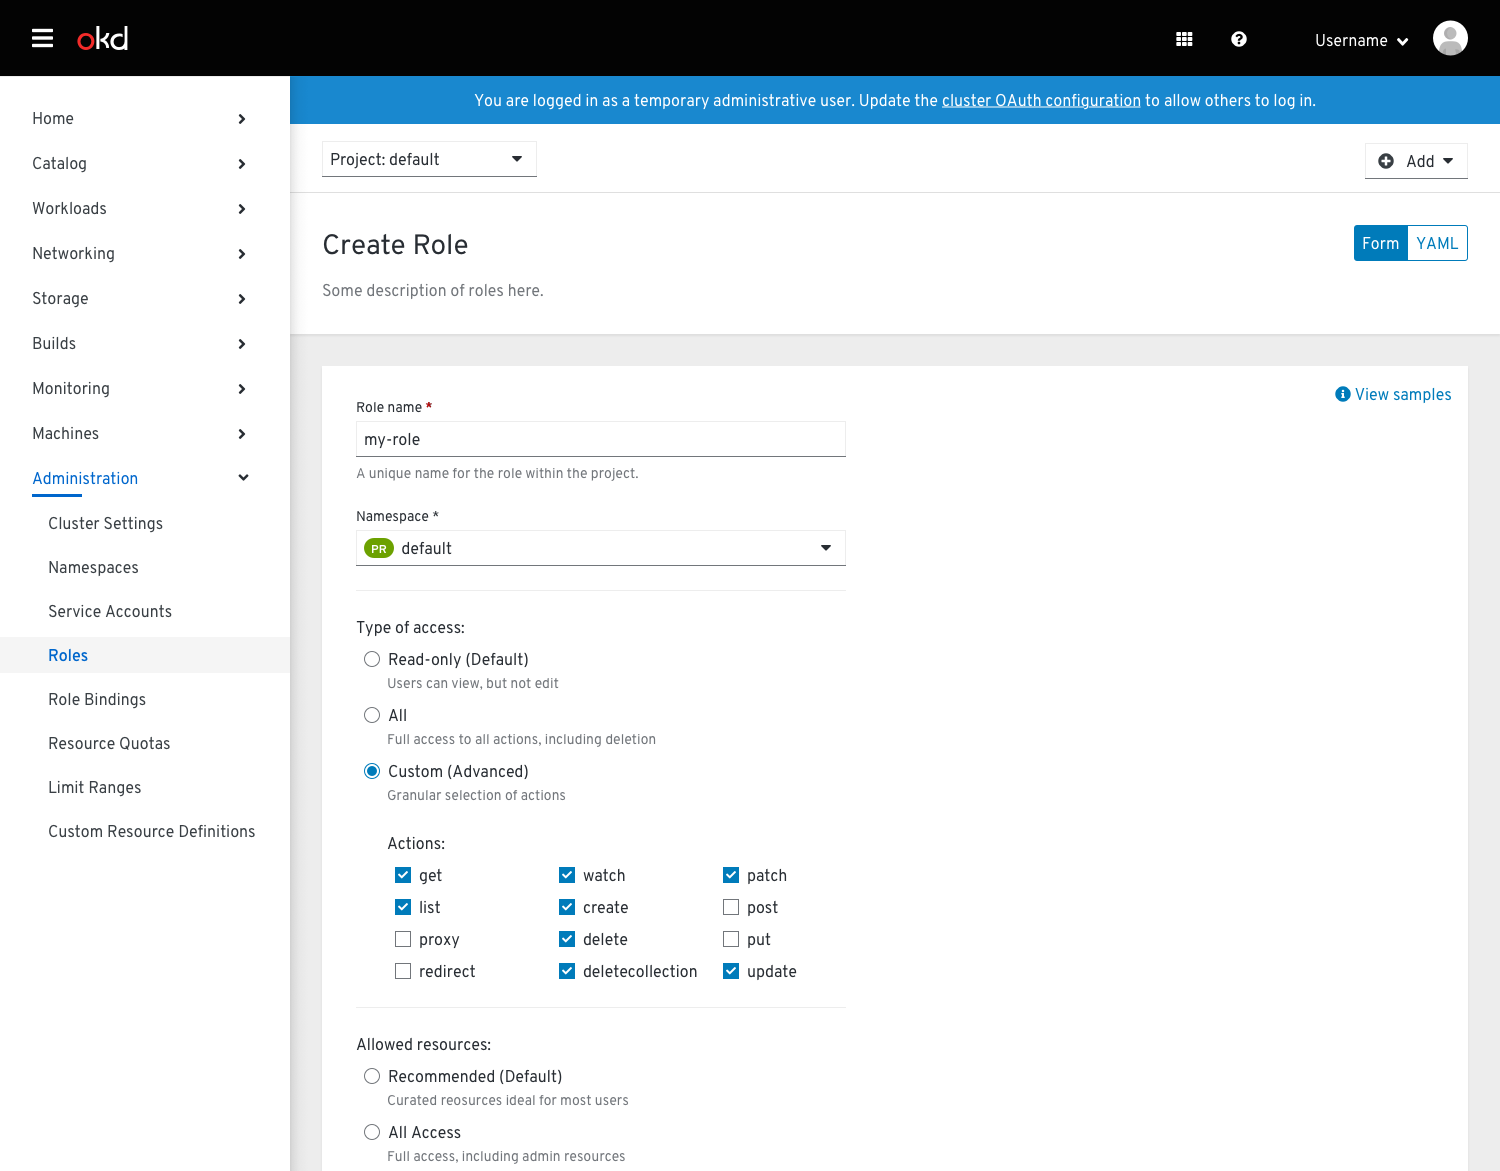 okd
Username
You are logged in as a temporary administrative user. Update the cluster OAuth configuration to allow others to log in.
Home
Catalog
Workloads
Networking
Storage
Builds
Monitoring
Machines
Administration
Cluster Settings
Namespaces
Service Accounts
Roles
Role Bindings
Resource Quotas
Limit Ranges
Custom Resource Definitions
Project: default
Add
Create Role
Form YAML
Some description of roles here.
View samples
Role name *
my-role
A unique name for the role within the project.
Namespace *
PR default
Type of access:
Read-only (Default)
Users can view, but not edit
All
Full access to all actions, including deletion
Custom (Advanced)
Granular selection of actions
Actions:
get watch patch
list create post
proxy delete put
redirect deletecollection update
Allowed resources:
Recommended (Default)
Curated reosurces ideal for most users
All Access
Full access, including admin resources